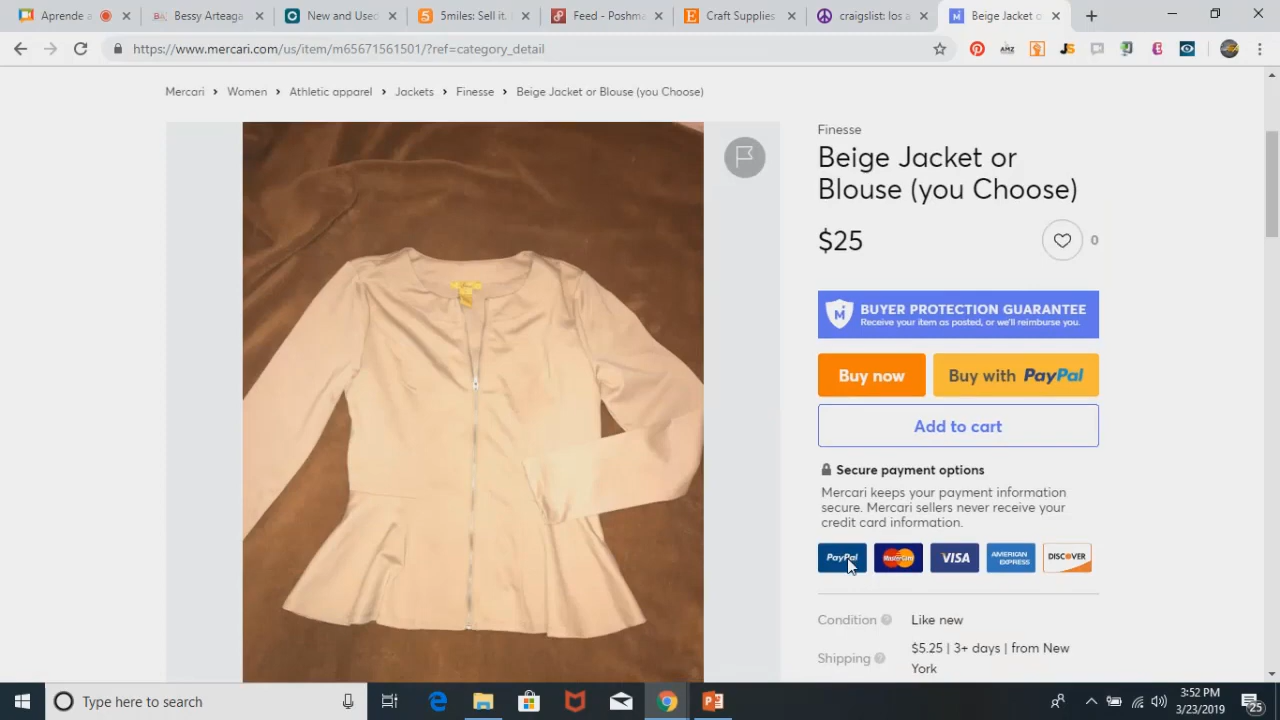 Aprende a
Bessy Arteaga
New and Used
5miles: Sell it.
Feed - Poshma
Craft Supplies
craigslist: los a
Beige Jacket o
https://www.mercari.com/us/item/m65671561501/?ref=category_detail
Mercari > Women > Athletic apparel > Jackets > Finesse > Beige Jacket or Blouse (you Choose)
Finesse
Beige Jacket or
Blouse (you Choose)
$25
0
BUYER PROTECTION GUARANTEE
Receive your item as posted, or we'll reimburse you.
Buy now
Buy with PayPal
Add to cart
Secure payment options
Mercari keeps your payment information
secure. Mercari sellers never receive your
credit card information.
PayPal MasterCard VISA AMERICAN EXPRESS DISCOVER
Condition Like new
Shipping $5.25 | 3+ days | from New
York
Type here to search
3:52 PM
3/23/2019
25